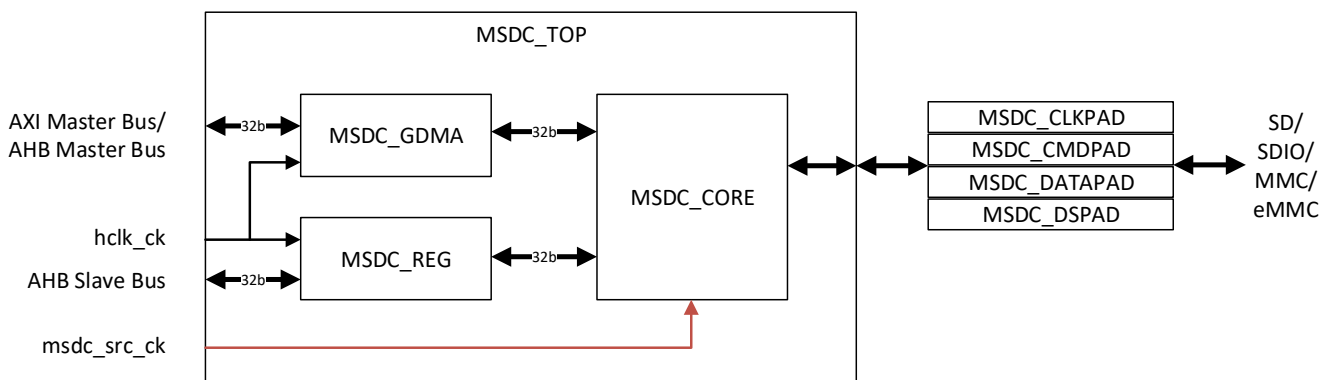 MSDC_TOP
AXI Master Bus/
AHB Master Bus
32b
MSDC_GDMA
32b
MSDC_CORE
MSDC_CLKPAD
MSDC_CMDPAD
MSDC_DATAPAD
MSDC_DSPAD
SD/
SDIO/
MMC/
eMMC
hclk_ck
MSDC_REG
32b
AHB Slave Bus
32b
msdc_src_ck